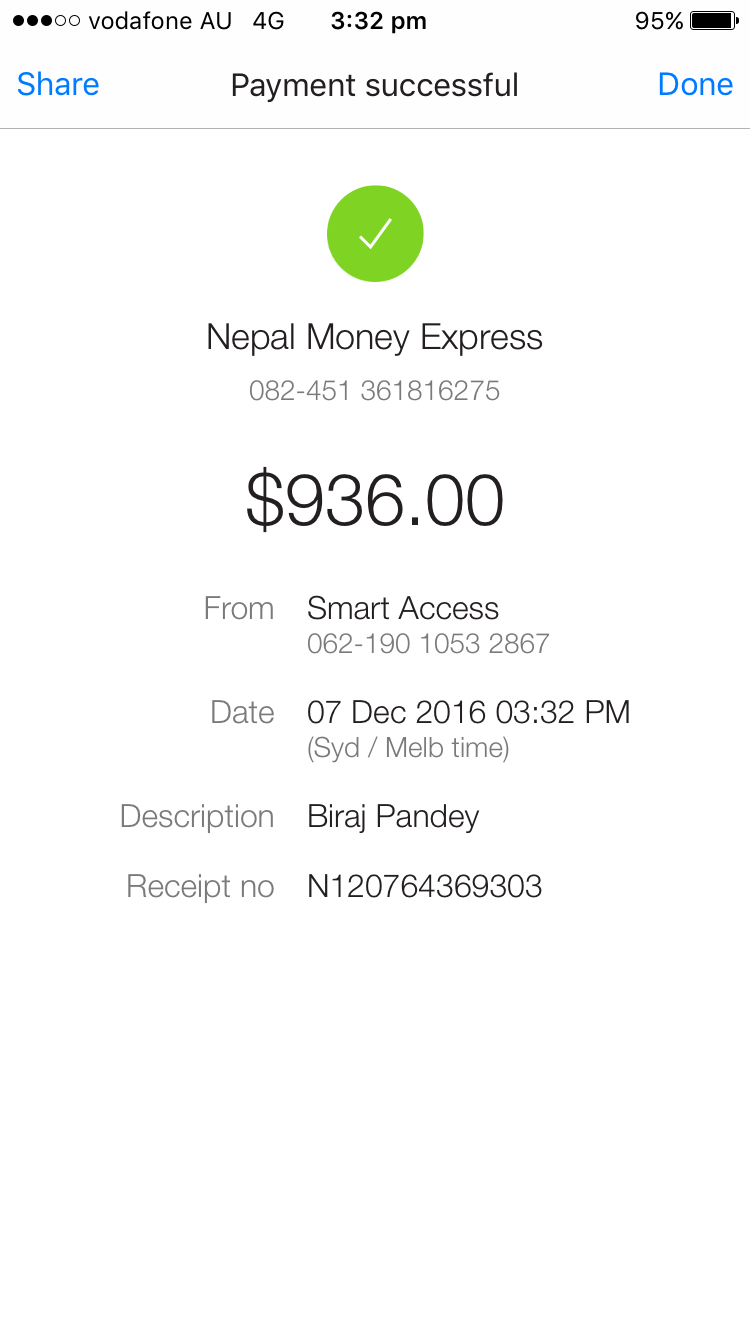 vodafone AU 4G 3:32 pm 95%
Share Payment successful Done
Nepal Money Express
082-451 361816275
$936.00
From Smart Access
062-190 1053 2867
Date 07 Dec 2016 03:32 PM
(Syd / Melb time)
Description Biraj Pandey
Receipt no N120764369303